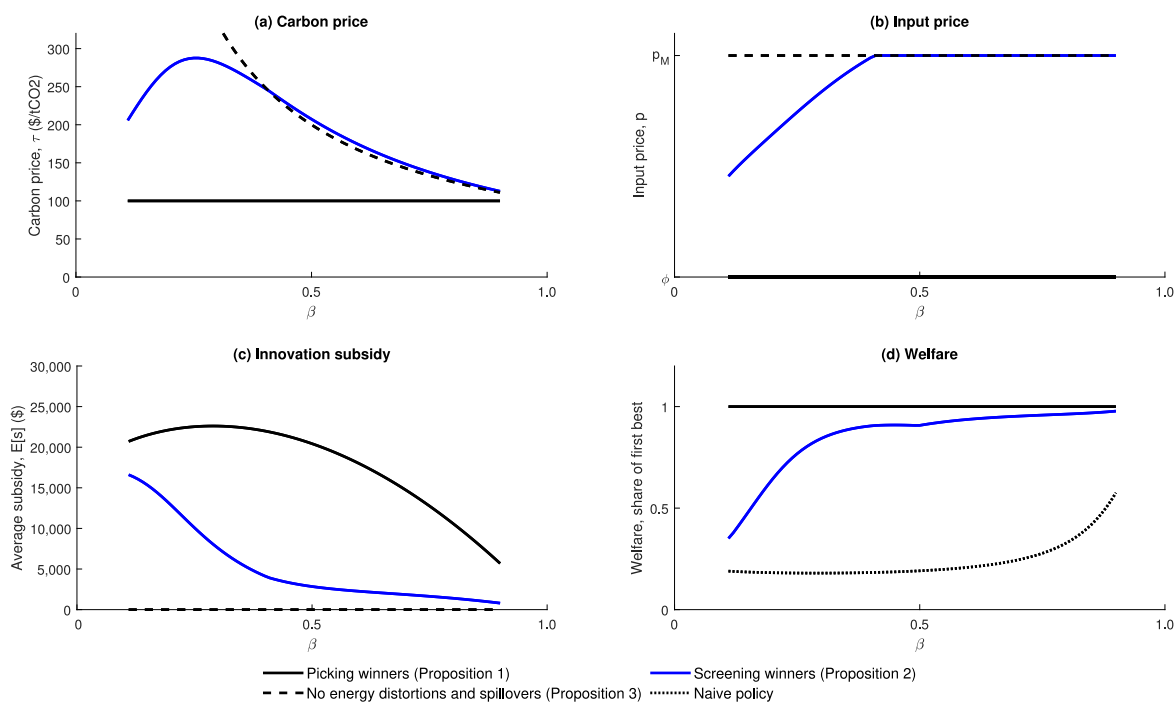 (a) Carbon price
Carbon price, τ ($/tCO2)
300
250
200
150
100
50
0
0
0.5
1.0
β
(b) Input price
Input price, p
p_M
ϕ
0
0.5
1.0
β
(c) Innovation subsidy
Average subsidy, E[s] ($)
30,000
25,000
20,000
15,000
10,000
5,000
0
0
0.5
1.0
β
(d) Welfare
Welfare, share of first best
1
0.5
0
0
0.5
1.0
β
Picking winners (Proposition 1)
Screening winners (Proposition 2)
No energy distortions and spillovers (Proposition 3)
Naive policy